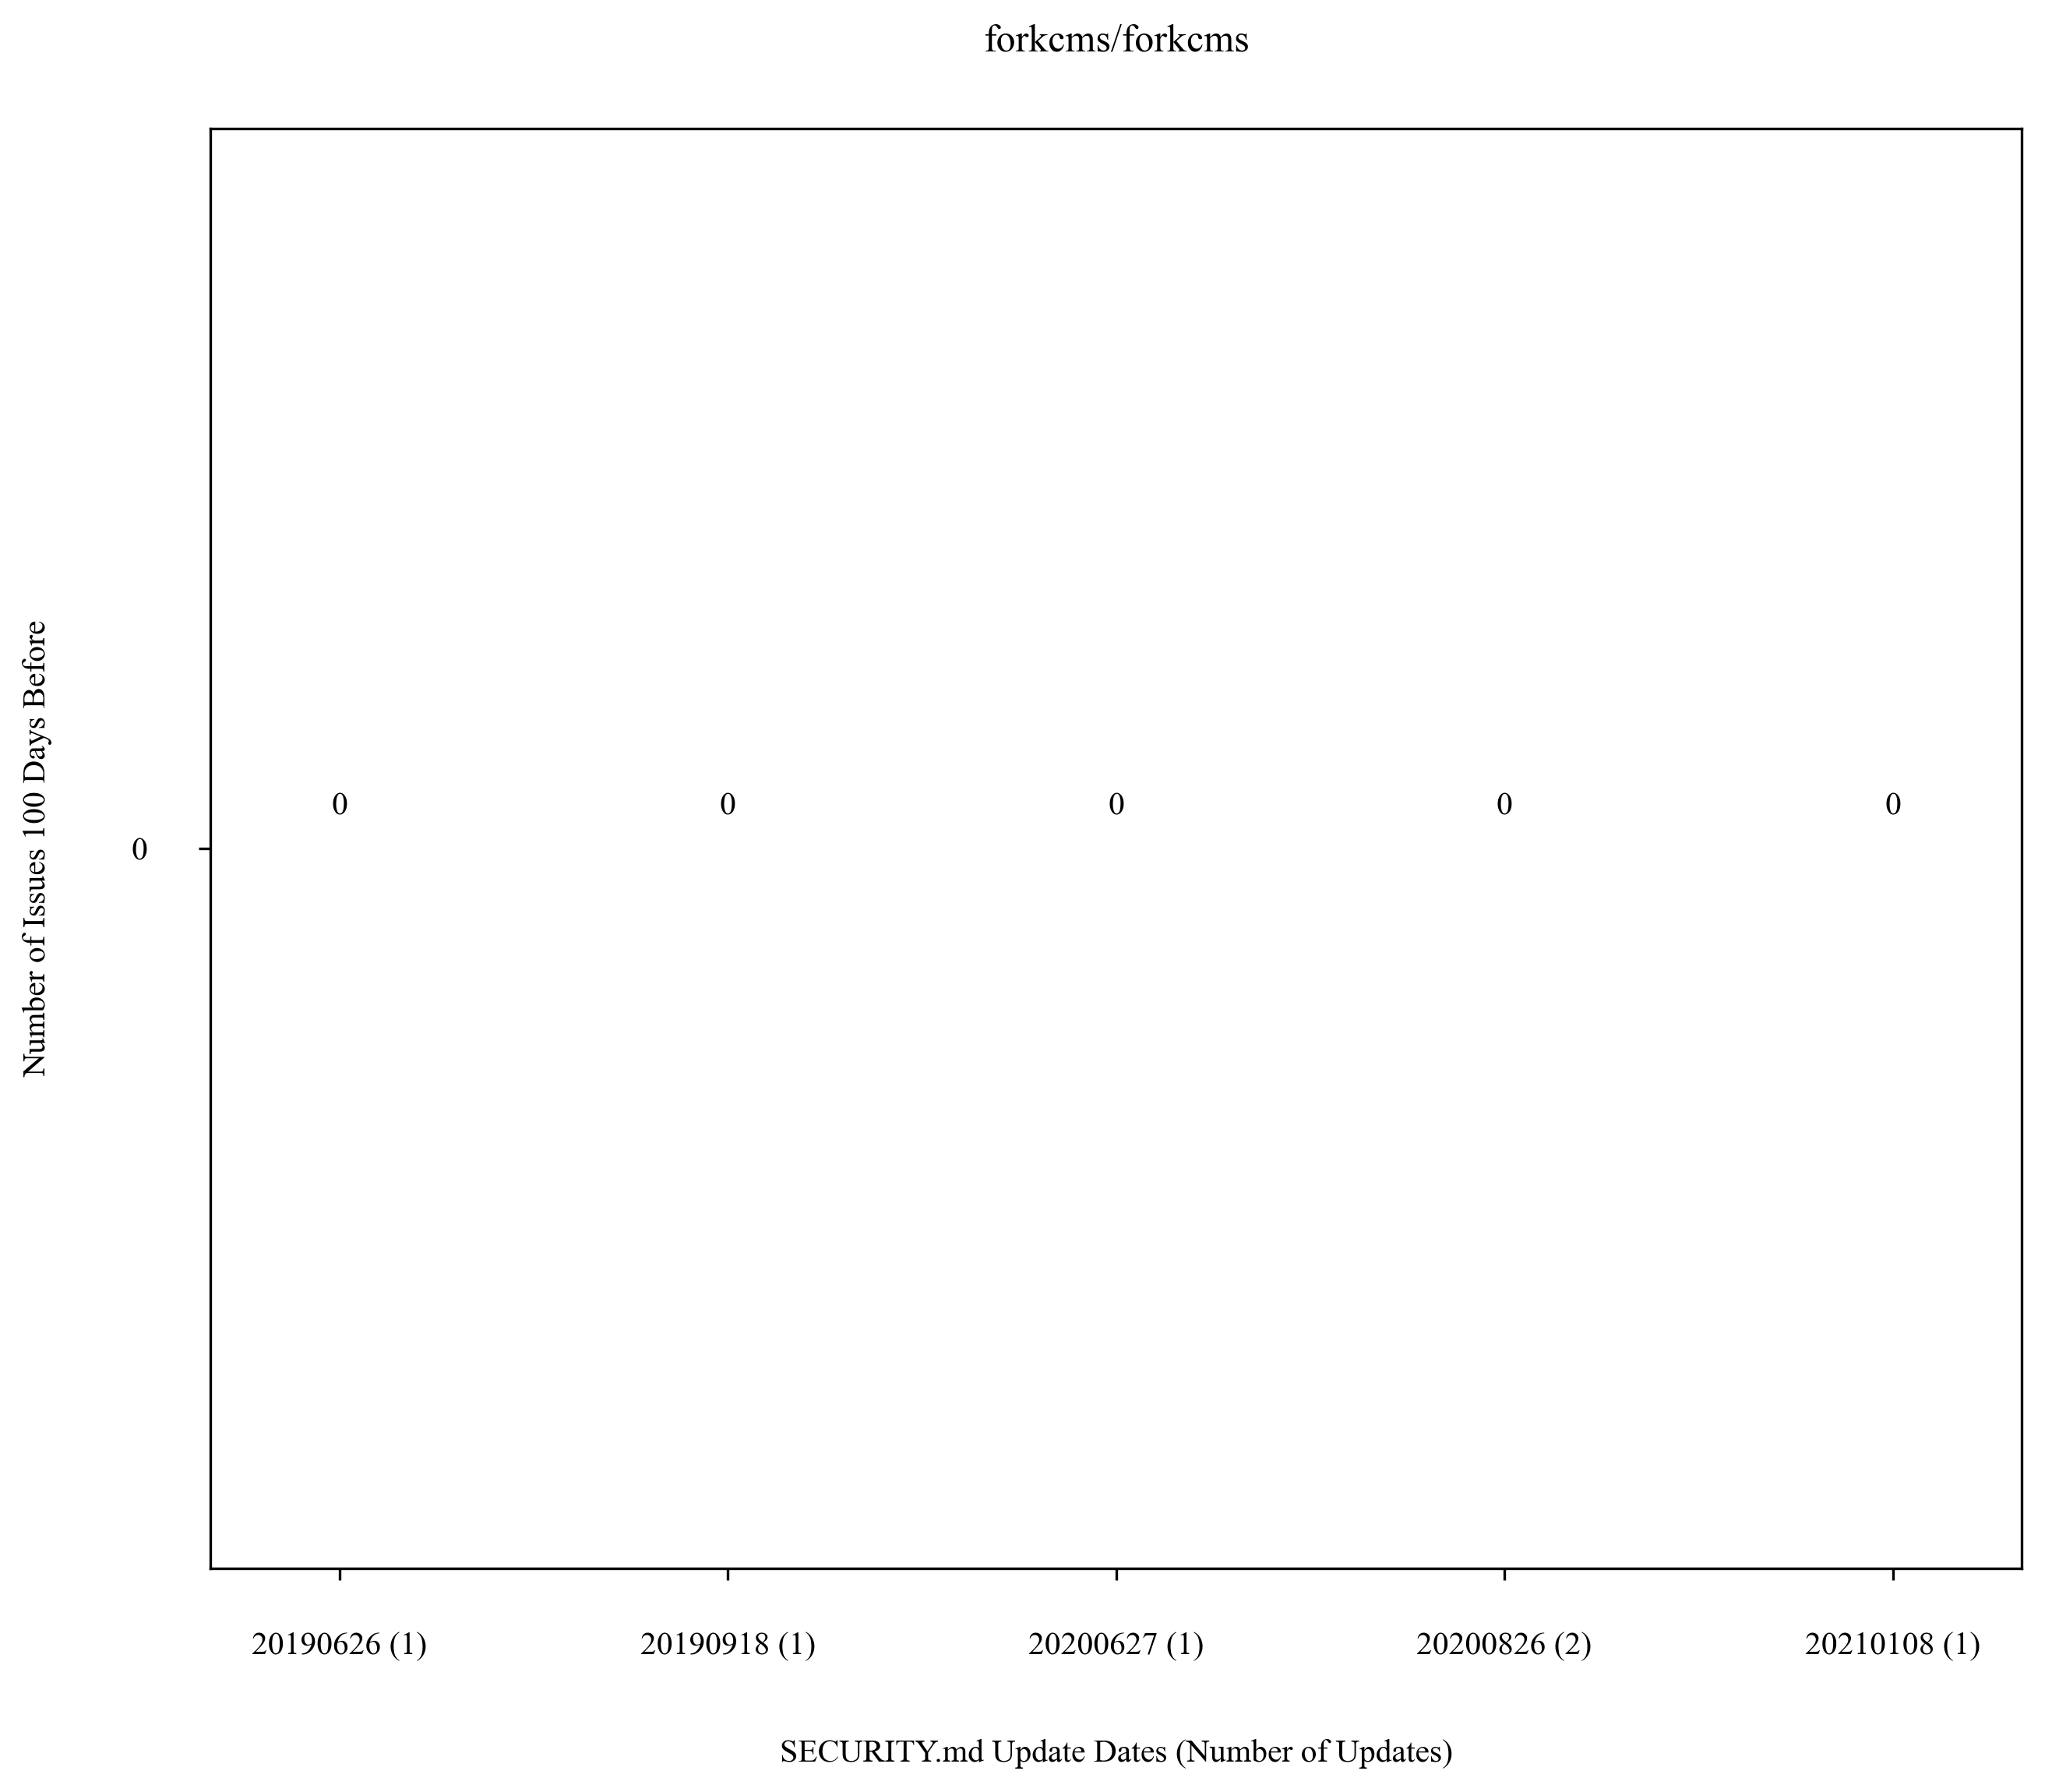 forkcms/forkcms
Number of Issues 100 Days Before
0 0 0 0 0
0
20190626 (1) 20190918 (1) 20200627 (1) 20200826 (2) 20210108 (1)
SECURITY.md Update Dates (Number of Updates)